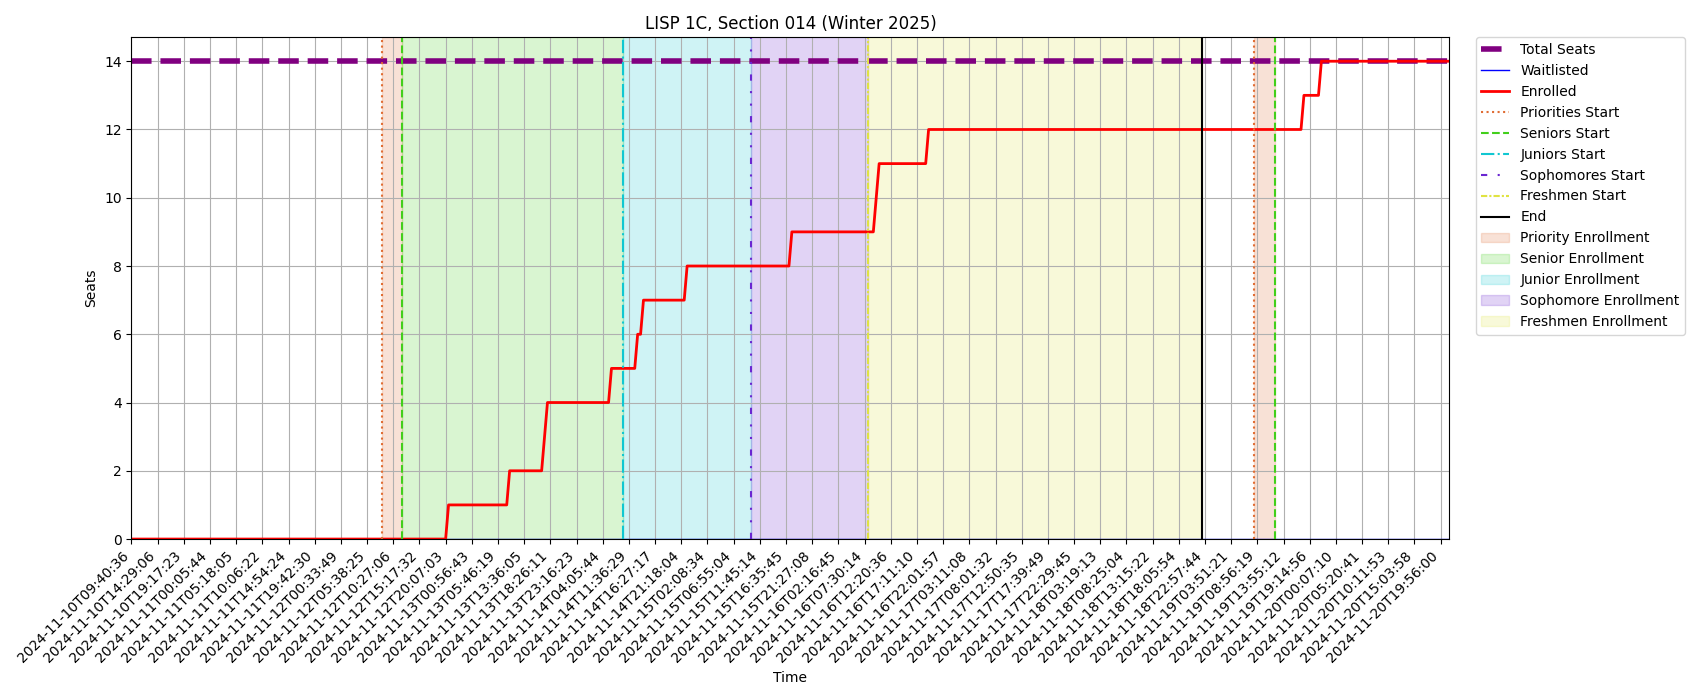 LISP 1C, Section 014 (Winter 2025)
Seats
14
12
10
8
6
4
2
0
2024-11-10T09:40:36
2024-11-10T14:29:06
2024-11-10T19:17:23
2024-11-11T00:05:44
2024-11-11T05:18:05
2024-11-11T10:06:22
2024-11-11T14:54:24
2024-11-11T19:42:30
2024-11-12T00:33:49
2024-11-12T05:38:25
2024-11-12T10:27:06
2024-11-12T15:17:32
2024-11-12T20:07:03
2024-11-13T00:56:43
2024-11-13T05:46:19
2024-11-13T13:36:05
2024-11-13T18:26:11
2024-11-13T23:16:23
2024-11-14T04:05:44
2024-11-14T11:36:29
2024-11-14T16:27:17
2024-11-14T21:18:04
2024-11-15T02:08:34
2024-11-15T06:55:04
2024-11-15T11:45:14
2024-11-15T16:35:45
2024-11-15T21:27:08
2024-11-16T02:16:45
2024-11-16T07:30:14
2024-11-16T12:20:36
2024-11-16T17:11:10
2024-11-16T22:01:57
2024-11-17T03:11:08
2024-11-17T08:01:32
2024-11-17T12:50:35
2024-11-17T17:39:49
2024-11-17T22:29:45
2024-11-18T03:19:13
2024-11-18T08:25:04
2024-11-18T13:15:22
2024-11-18T18:05:54
2024-11-18T22:57:44
2024-11-19T03:51:21
2024-11-19T08:56:19
2024-11-19T13:55:12
2024-11-19T19:14:56
2024-11-20T00:07:10
2024-11-20T05:20:41
2024-11-20T10:11:53
2024-11-20T15:03:58
2024-11-20T19:56:00
Time
Total Seats
Waitlisted
Enrolled
Priorities Start
Seniors Start
Juniors Start
Sophomores Start
Freshmen Start
End
Priority Enrollment
Senior Enrollment
Junior Enrollment
Sophomore Enrollment
Freshmen Enrollment